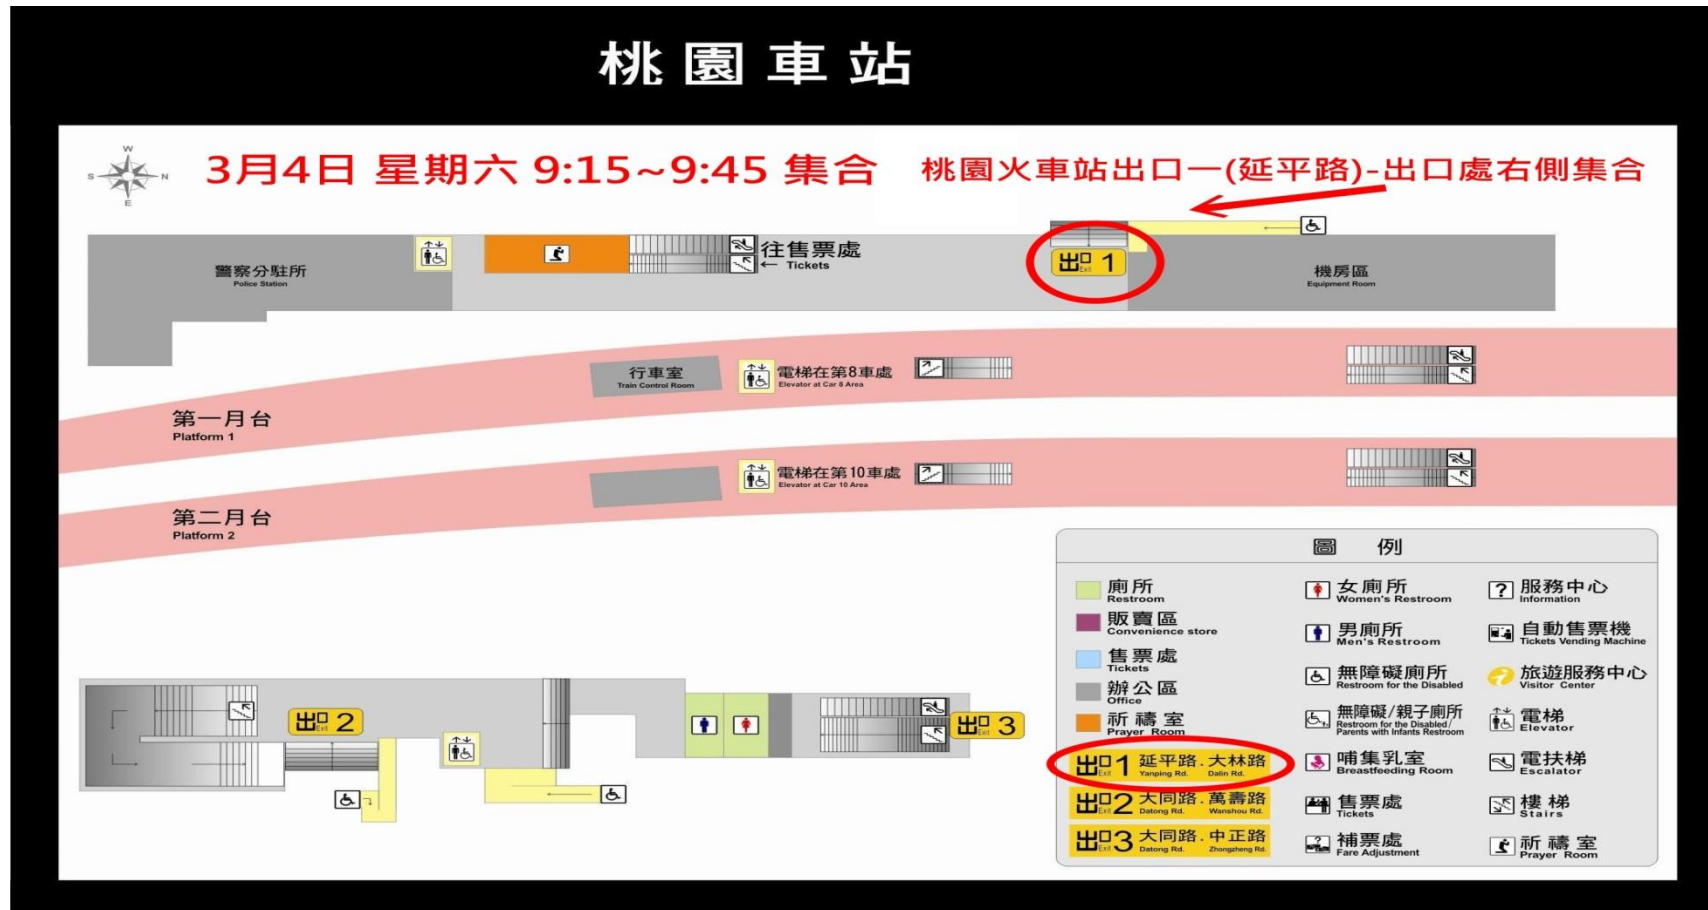 桃園車站
3月4日 星期六 9:15~9:45 集合
桃園火車站出口一(延平路)-出口處右側集合
W
S
N
E
警察分駐所
Police Station
往售票處
← Tickets
出口 1
Exit
機房區
Equipment Room
行車室
Train Control Room
電梯在第8車處
Elevator at Car 8 Area
第一月台
Platform 1
電梯在第10車處
Elevator at Car 10 Area
第二月台
Platform 2
出口 2
Exit
出口 3
Exit
圖 例
廁所
Restroom
販賣區
Convenience store
售票處
Tickets
辦公區
Office
祈禱室
Prayer Room
出口1 延平路.大林路
Exit Yanping Rd. Dalin Rd.
出口2 大同路.萬壽路
Exit Datong Rd. Wanshou Rd.
出口3 大同路.中正路
Exit Datong Rd. Zhongzheng Rd.
女廁所
Women's Restroom
男廁所
Men's Restroom
無障礙廁所
Restroom for the Disabled
無障礙/親子廁所
Restroom for the Disabled/
Parents with Infants Restroom
哺集乳室
Breastfeeding Room
售票處
Tickets
補票處
Fare Adjustment
? 服務中心
Information
自動售票機
Tickets Vending Machine
旅遊服務中心
Visitor Center
電梯
Elevator
電扶梯
Escalator
樓梯
Stairs
祈禱室
Prayer Room